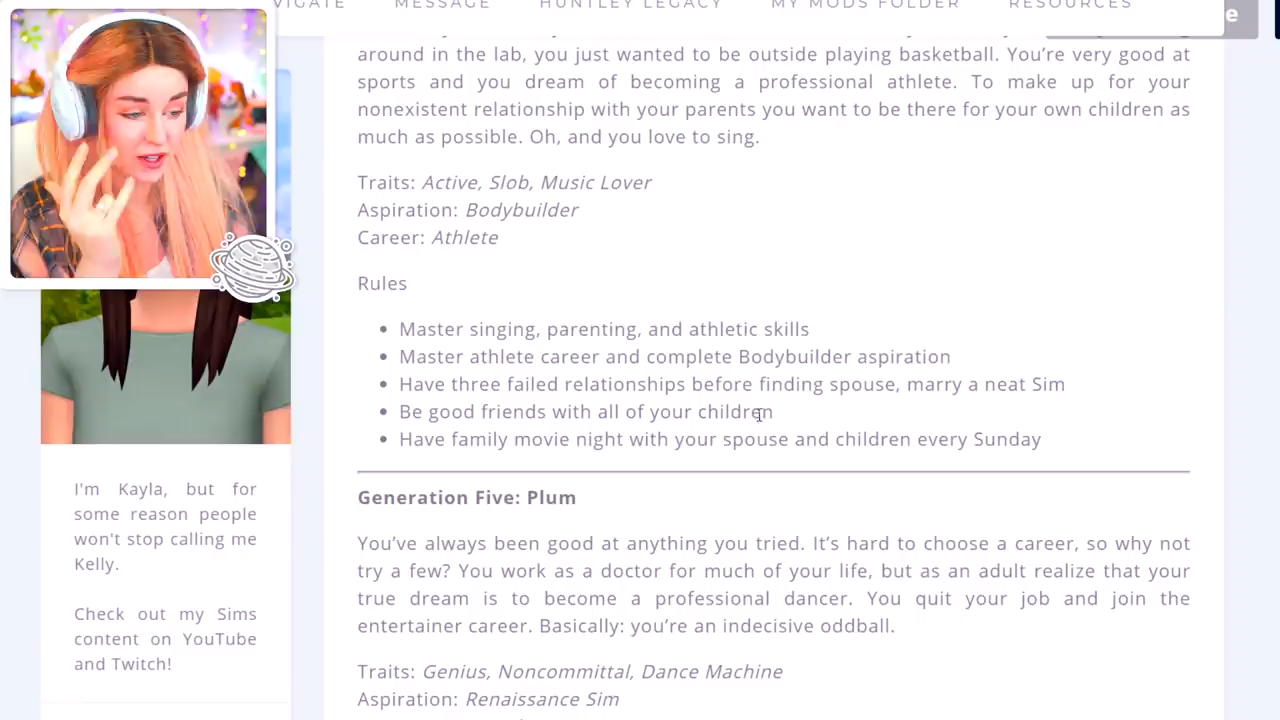 NAVIGATE MESSAGE HUNTLEY LEGACY MY MODS FOLDER RESOURCES
e
around in the lab, you just wanted to be outside playing basketball. You’re very good at
sports and you dream of becoming a professional athlete. To make up for your
nonexistent relationship with your parents you want to be there for your own children as
much as possible. Oh, and you love to sing.
Traits: Active, Slob, Music Lover
Aspiration: Bodybuilder
Career: Athlete
Rules
Master singing, parenting, and athletic skills
Master athlete career and complete Bodybuilder aspiration
Have three failed relationships before finding spouse, marry a neat Sim
Be good friends with all of your children
Have family movie night with your spouse and children every Sunday
Generation Five: Plum
You’ve always been good at anything you tried. It’s hard to choose a career, so why not
try a few? You work as a doctor for much of your life, but as an adult realize that your
true dream is to become a professional dancer. You quit your job and join the
entertainer career. Basically: you’re an indecisive oddball.
Traits: Genius, Noncommittal, Dance Machine
Aspiration: Renaissance Sim
I'm Kayla, but for
some reason people
won't stop calling me
Kelly.
Check out my Sims
content on YouTube
and Twitch!